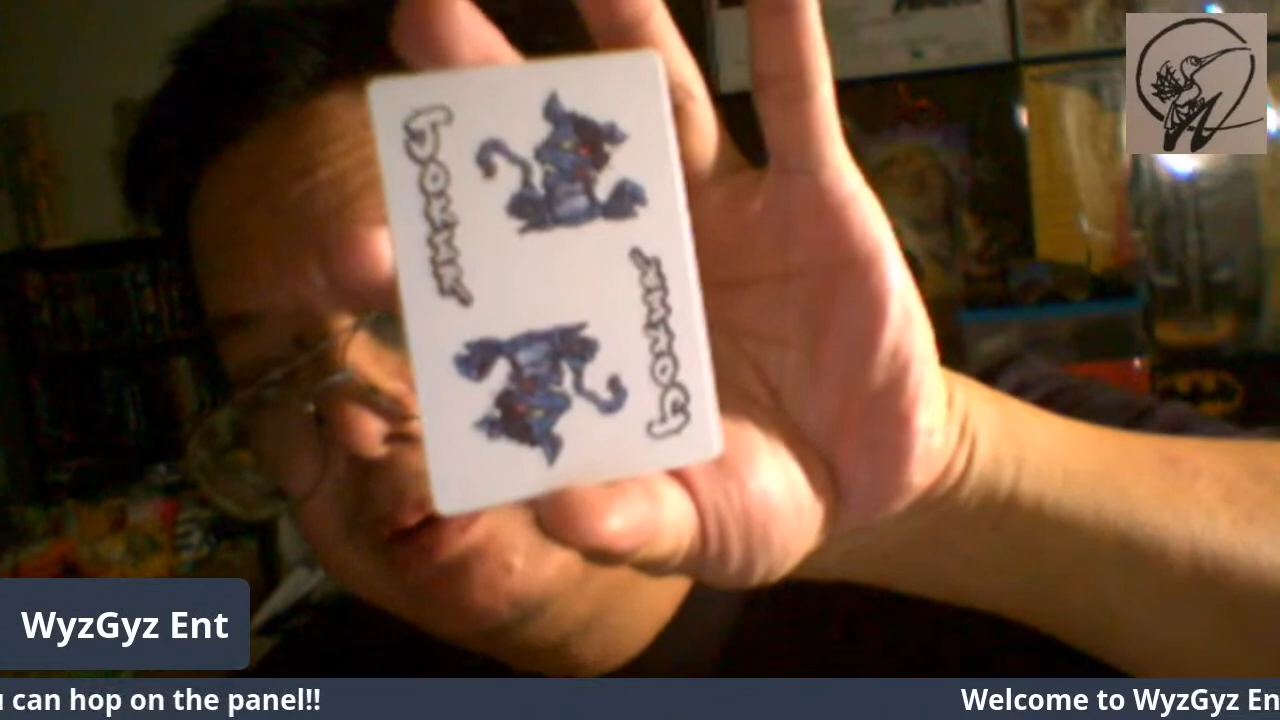 JOKER
JOKER
WyzGyz Ent
can hop on the panel!!
Welcome to WyzGyz En